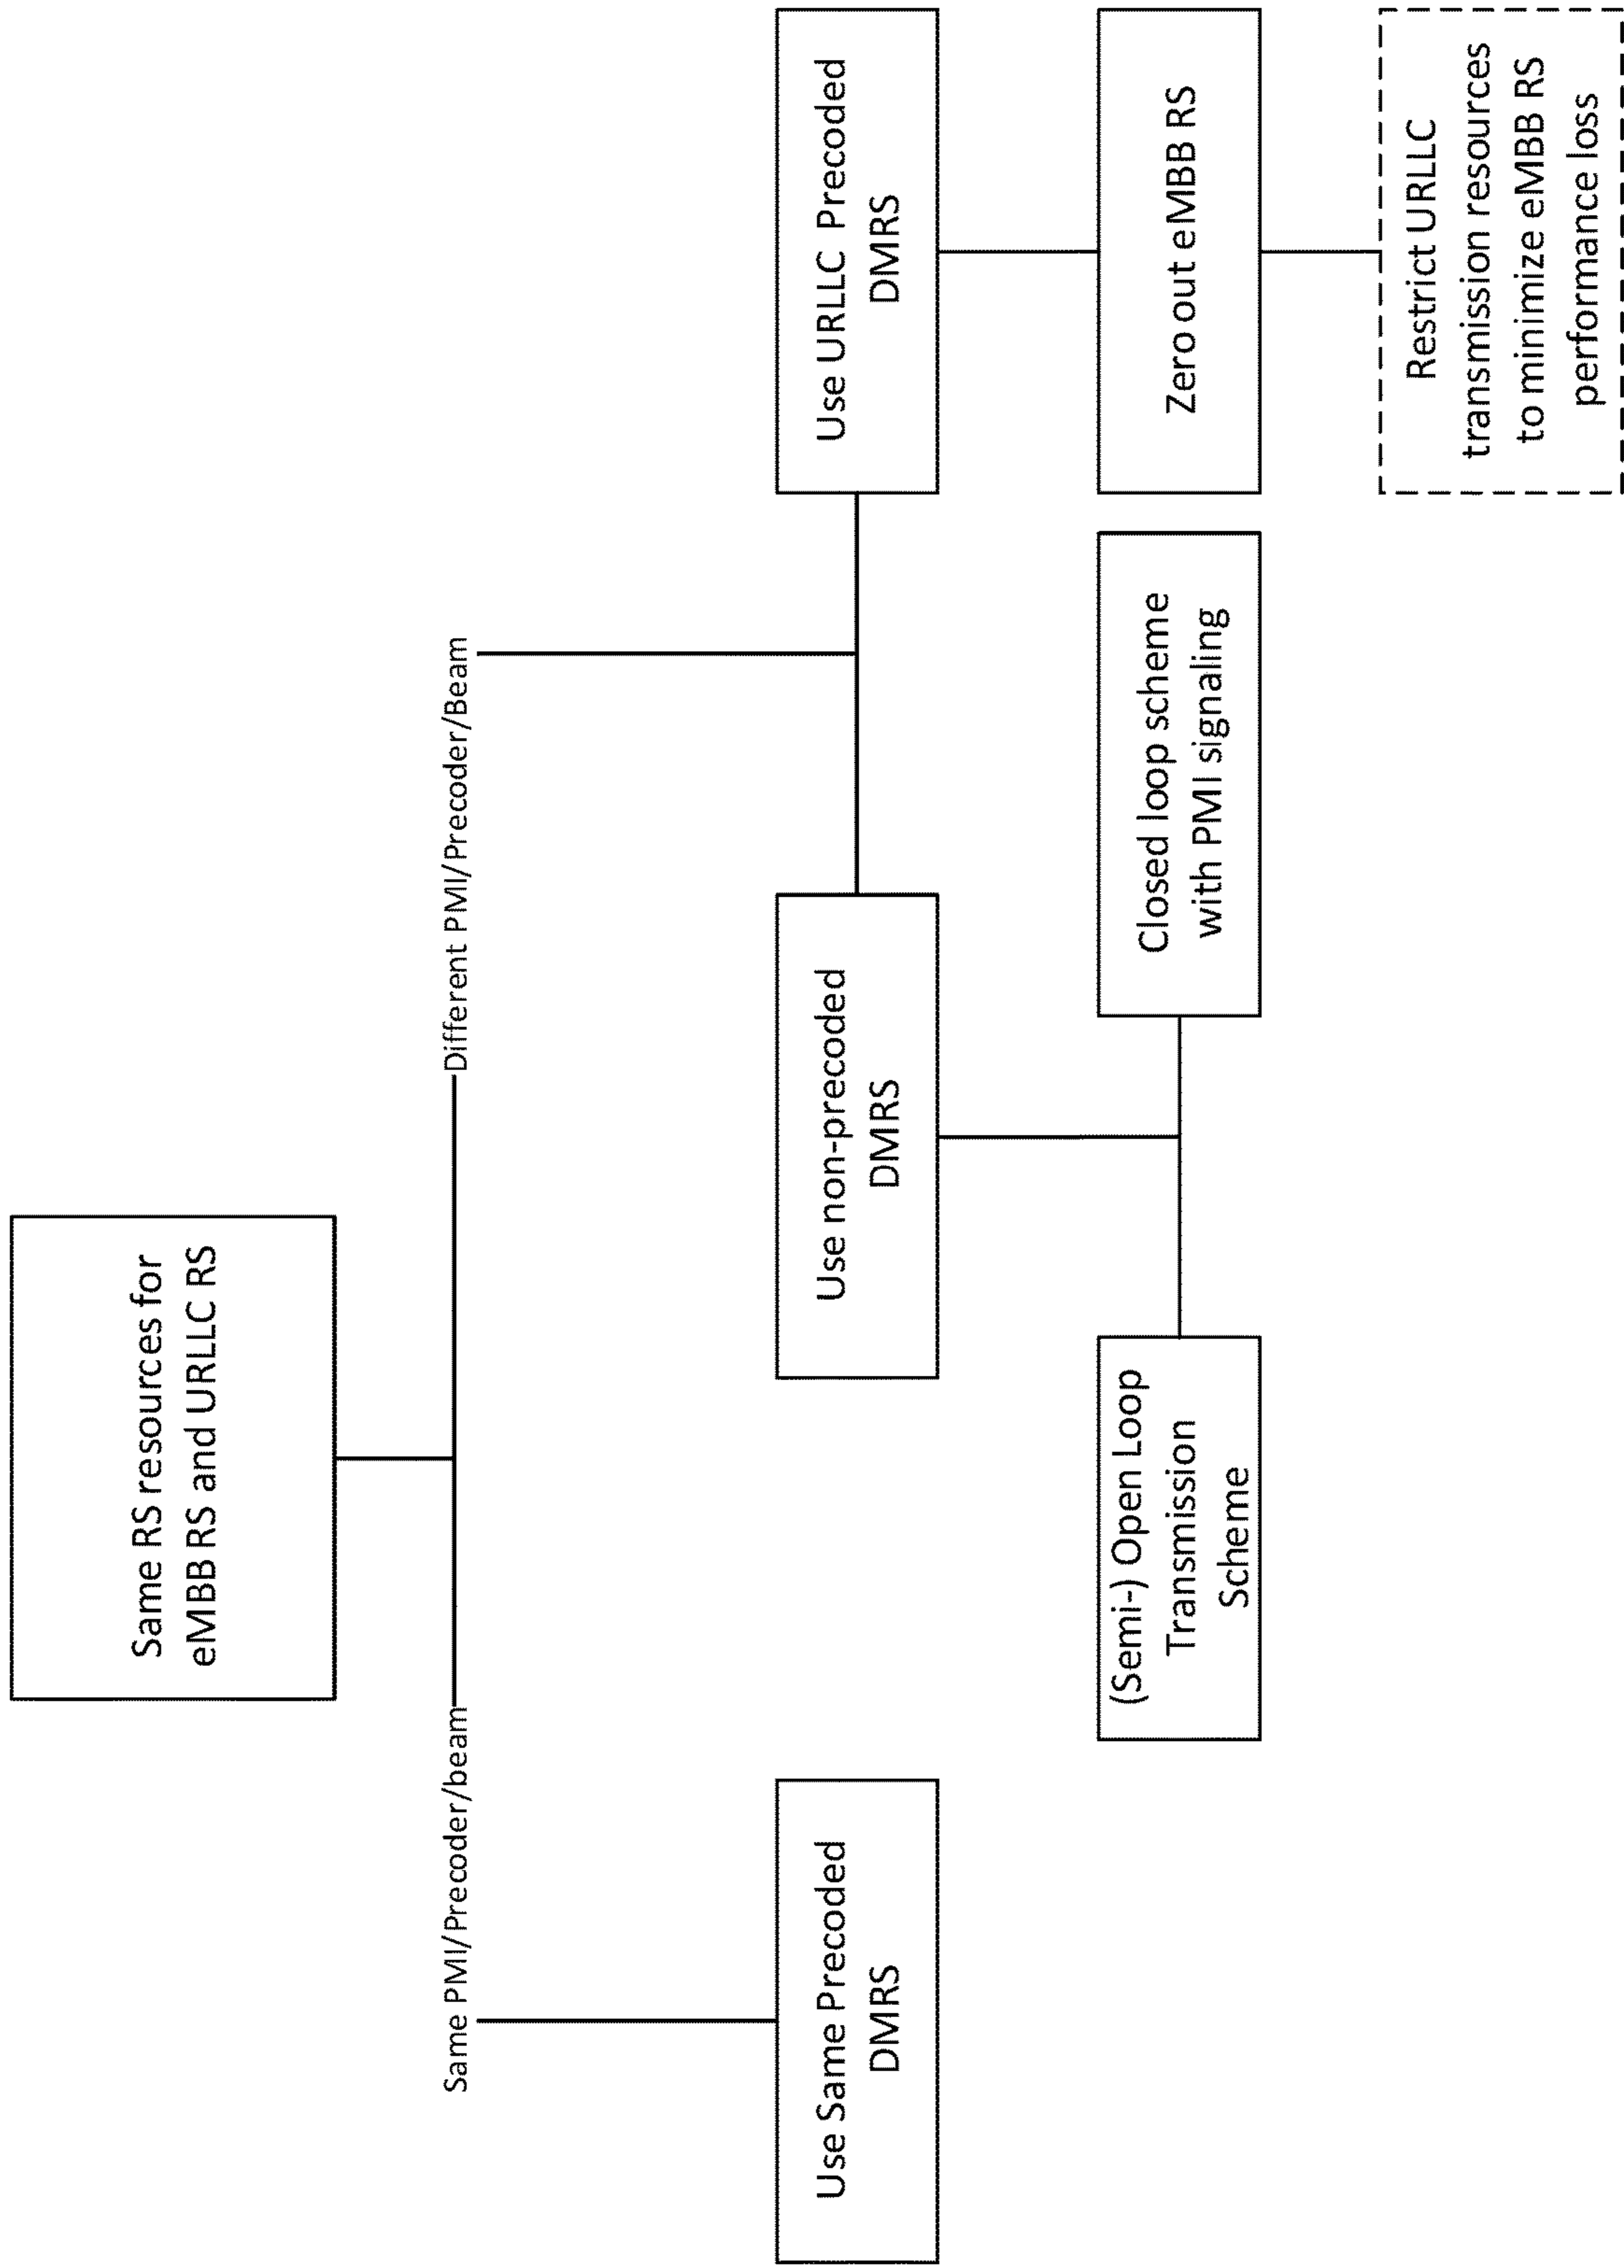 Same RS resources for
eMBB RS and URLLC RS
Same PMI/Precoder/beam
Different PMI/Precoder/Beam
Use Same Precoded
DMRS
Use non-precoded
DMRS
Use URLLC Precoded
DMRS
(Semi-) Open Loop
Transmission
Scheme
Closed loop scheme
with PMI signaling
Zero out eMBB RS
Restrict URLLC
transmission resources
to minimize eMBB RS
performance loss